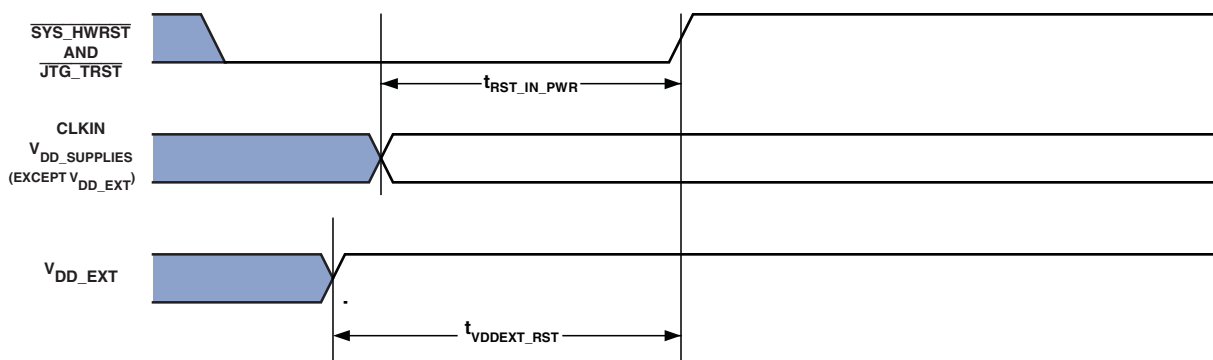 SYS_HWRST
AND
JTG_TRST
tRST_IN_PWR
CLKIN
VDD_SUPPLIES
(EXCEPT VDD_EXT)
VDD_EXT
tVDDEXT_RST